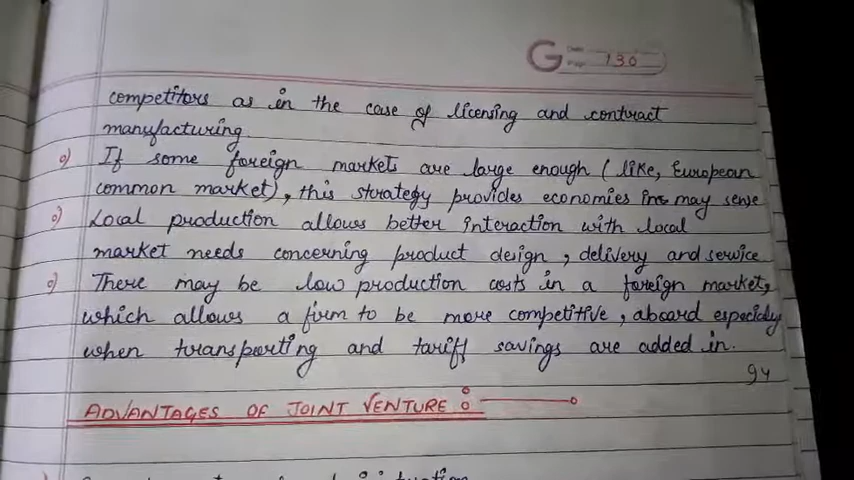 G Date
Page 130
competitors as in the case of licensing and contract
manufacturing
o) If some foreign markets are large enough (like, European
common market), this strategy provides economies in may sense
o) Local production allows better interaction with local
market needs concerning product design, delivery and service
o) There may be low production costs in a foreign market,
which allows a firm to be more competitive, aboard especially
when transporting and tariff savings are added in.
94
ADVANTAGES OF JOINT VENTURE :